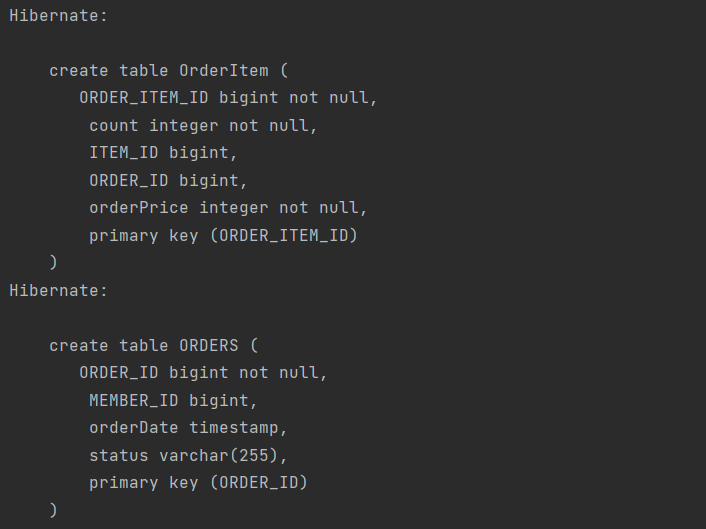 Hibernate:
create table OrderItem (
ORDER_ITEM_ID bigint not null,
count integer not null,
ITEM_ID bigint,
ORDER_ID bigint,
orderPrice integer not null,
primary key (ORDER_ITEM_ID)
)
Hibernate:
create table ORDERS (
ORDER_ID bigint not null,
MEMBER_ID bigint,
orderDate timestamp,
status varchar(255),
primary key (ORDER_ID)
)